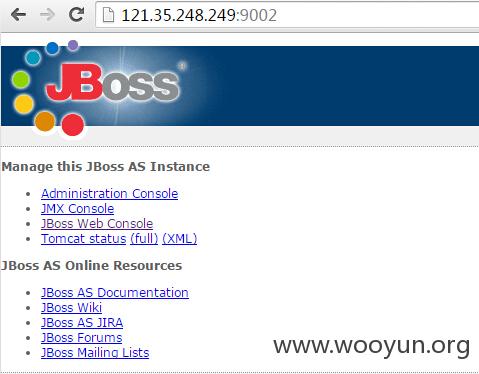 121.35.248.249:9002
JBoss®
Manage this JBoss AS Instance
Administration Console
JMX Console
JBoss Web Console
Tomcat status (full) (XML)
JBoss AS Online Resources
JBoss AS Documentation
JBoss Wiki
JBoss AS JIRA
JBoss Forums
JBoss Mailing Lists
www.wooyun.org